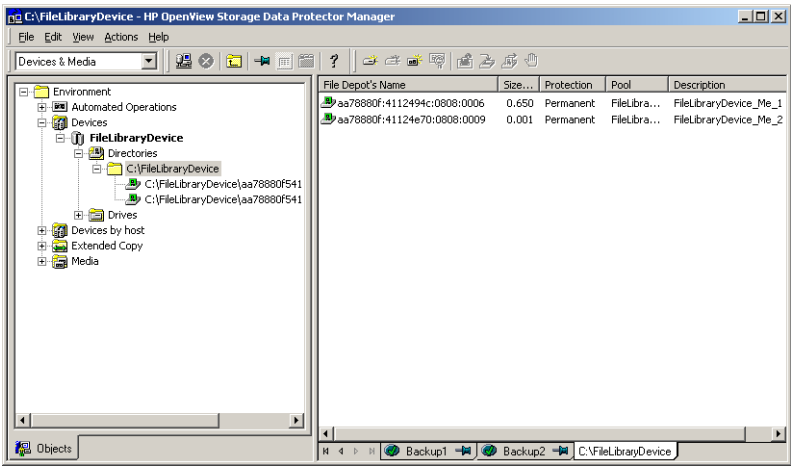 C:\FileLibraryDevice - HP OpenView Storage Data Protector Manager
File Edit View Actions Help
Devices & Media
Environment
Automated Operations
Devices
FileLibraryDevice
Directories
C:\FileLibraryDevice
C:\FileLibraryDevice\aa78880f541
C:\FileLibraryDevice\aa78880f541
Drives
Devices by host
Extended Copy
Media
Objects
File Depot's Name Size... Protection Pool Description
aa78880f:4112494c:0808:0006 0.650 Permanent FileLibra... FileLibraryDevice_Me_1
aa78880f:41124e70:0808:0009 0.001 Permanent FileLibra... FileLibraryDevice_Me_2
Backup1 Backup2 C:\FileLibraryDevice